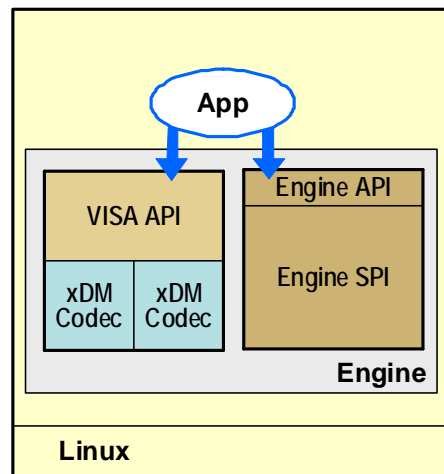 App
VISA API
Engine API
xDM
Codec
xDM
Codec
Engine SPI
Engine
Linux